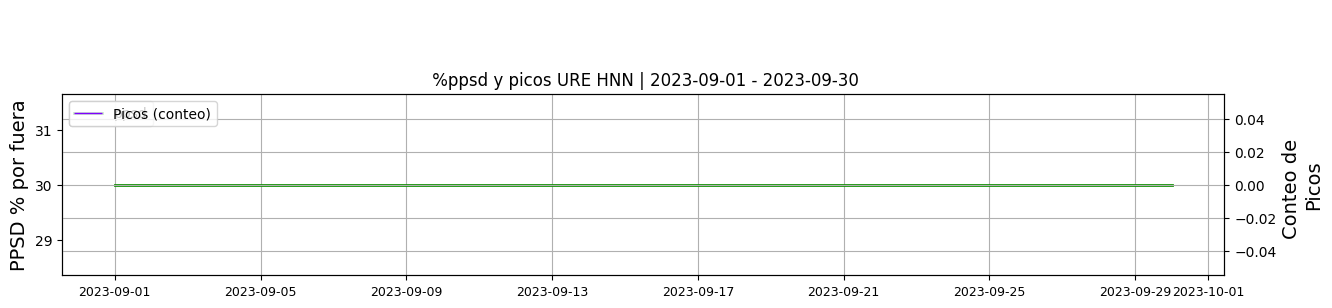 %ppsd y picos URE HNN | 2023-09-01 - 2023-09-30
PPSD % por fuera
31
30
29
Picos (conteo)
0.04
0.02
0.00
−0.02
−0.04
Conteo de
Picos
2023-09-01 2023-09-05 2023-09-09 2023-09-13 2023-09-17 2023-09-21 2023-09-25 2023-09-29 2023-10-01